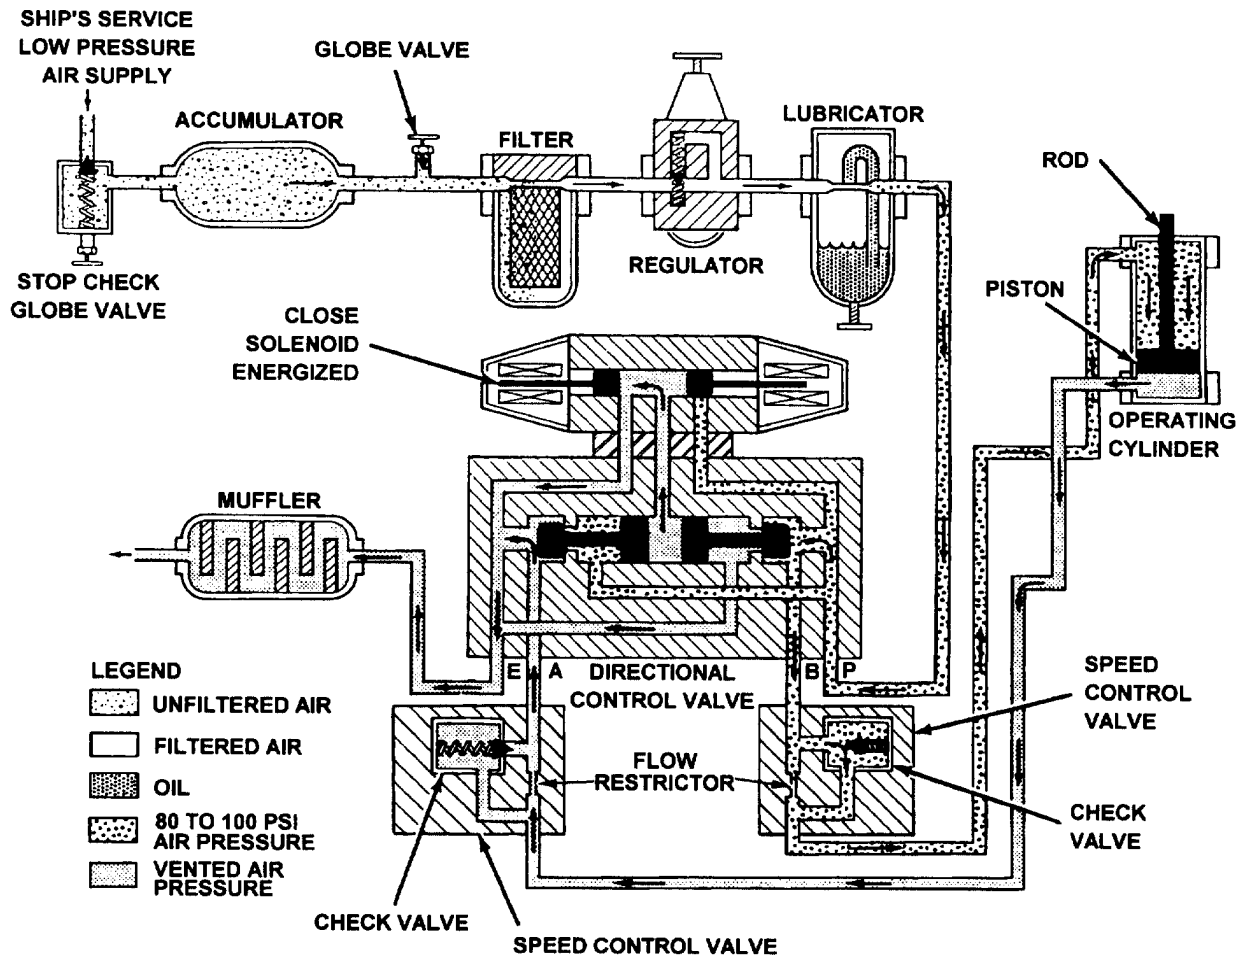 SHIP'S SERVICE
LOW PRESSURE
AIR SUPPLY
GLOBE VALVE
ACCUMULATOR
FILTER
LUBRICATOR
ROD
STOP CHECK
GLOBE VALVE
REGULATOR
PISTON
CLOSE
SOLENOID
ENERGIZED
OPERATING
CYLINDER
MUFFLER
LEGEND
UNFILTERED AIR
FILTERED AIR
OIL
80 TO 100 PSI
AIR PRESSURE
VENTED AIR
PRESSURE
E A DIRECTIONAL B P
CONTROL VALVE
SPEED
CONTROL
VALVE
FLOW
RESTRICTOR
CHECK
VALVE
CHECK VALVE
SPEED CONTROL VALVE